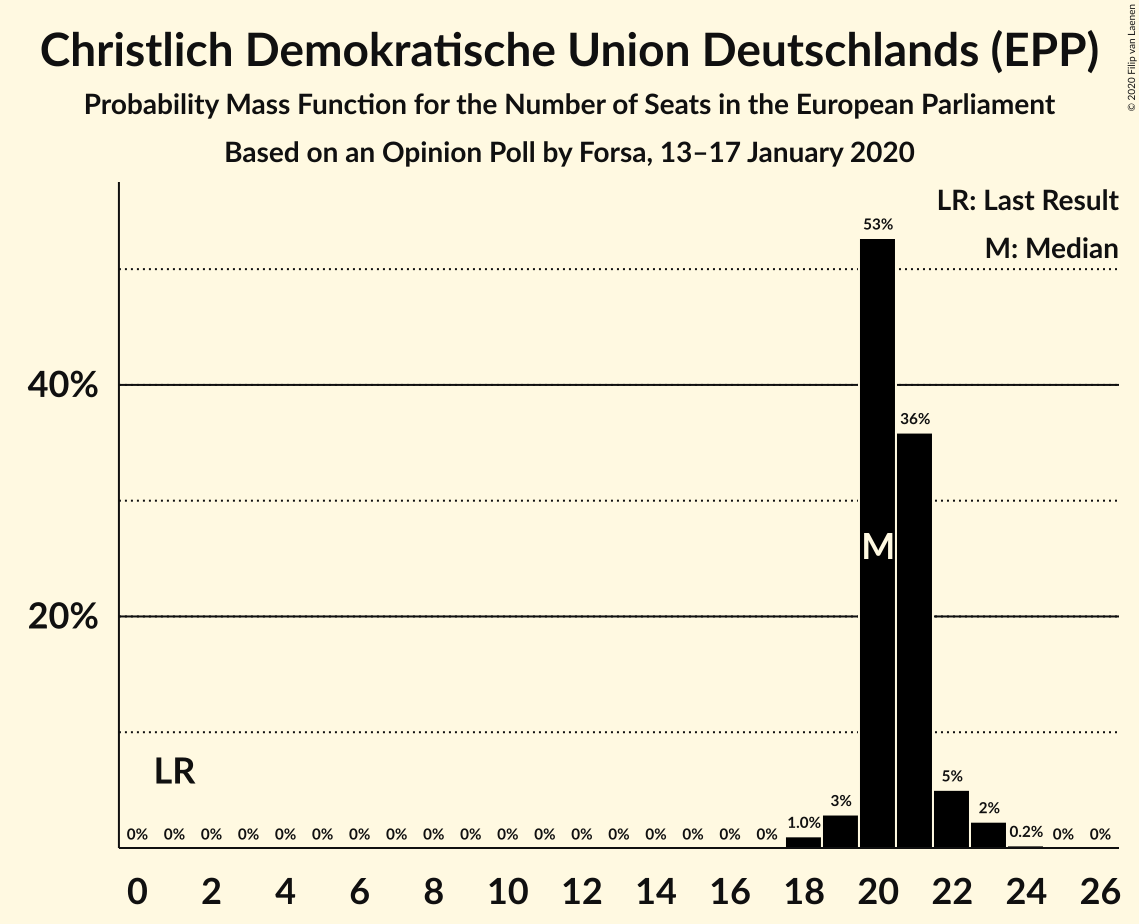 Christlich Demokratische Union Deutschlands (EPP)
Probability Mass Function for the Number of Seats in the European Parliament
Based on an Opinion Poll by Forsa, 13–17 January 2020
© 2020 Filip van Laenen
LR: Last Result
M: Median
53%
40%
36%
M
20%
LR
5%
3%
2%
0% 0% 0% 0% 0% 0% 0% 0% 0% 0% 0% 0% 0% 0% 0% 0% 0% 0% 1.0% 0.2% 0% 0%
0 2 4 6 8 10 12 14 16 18 20 22 24 26